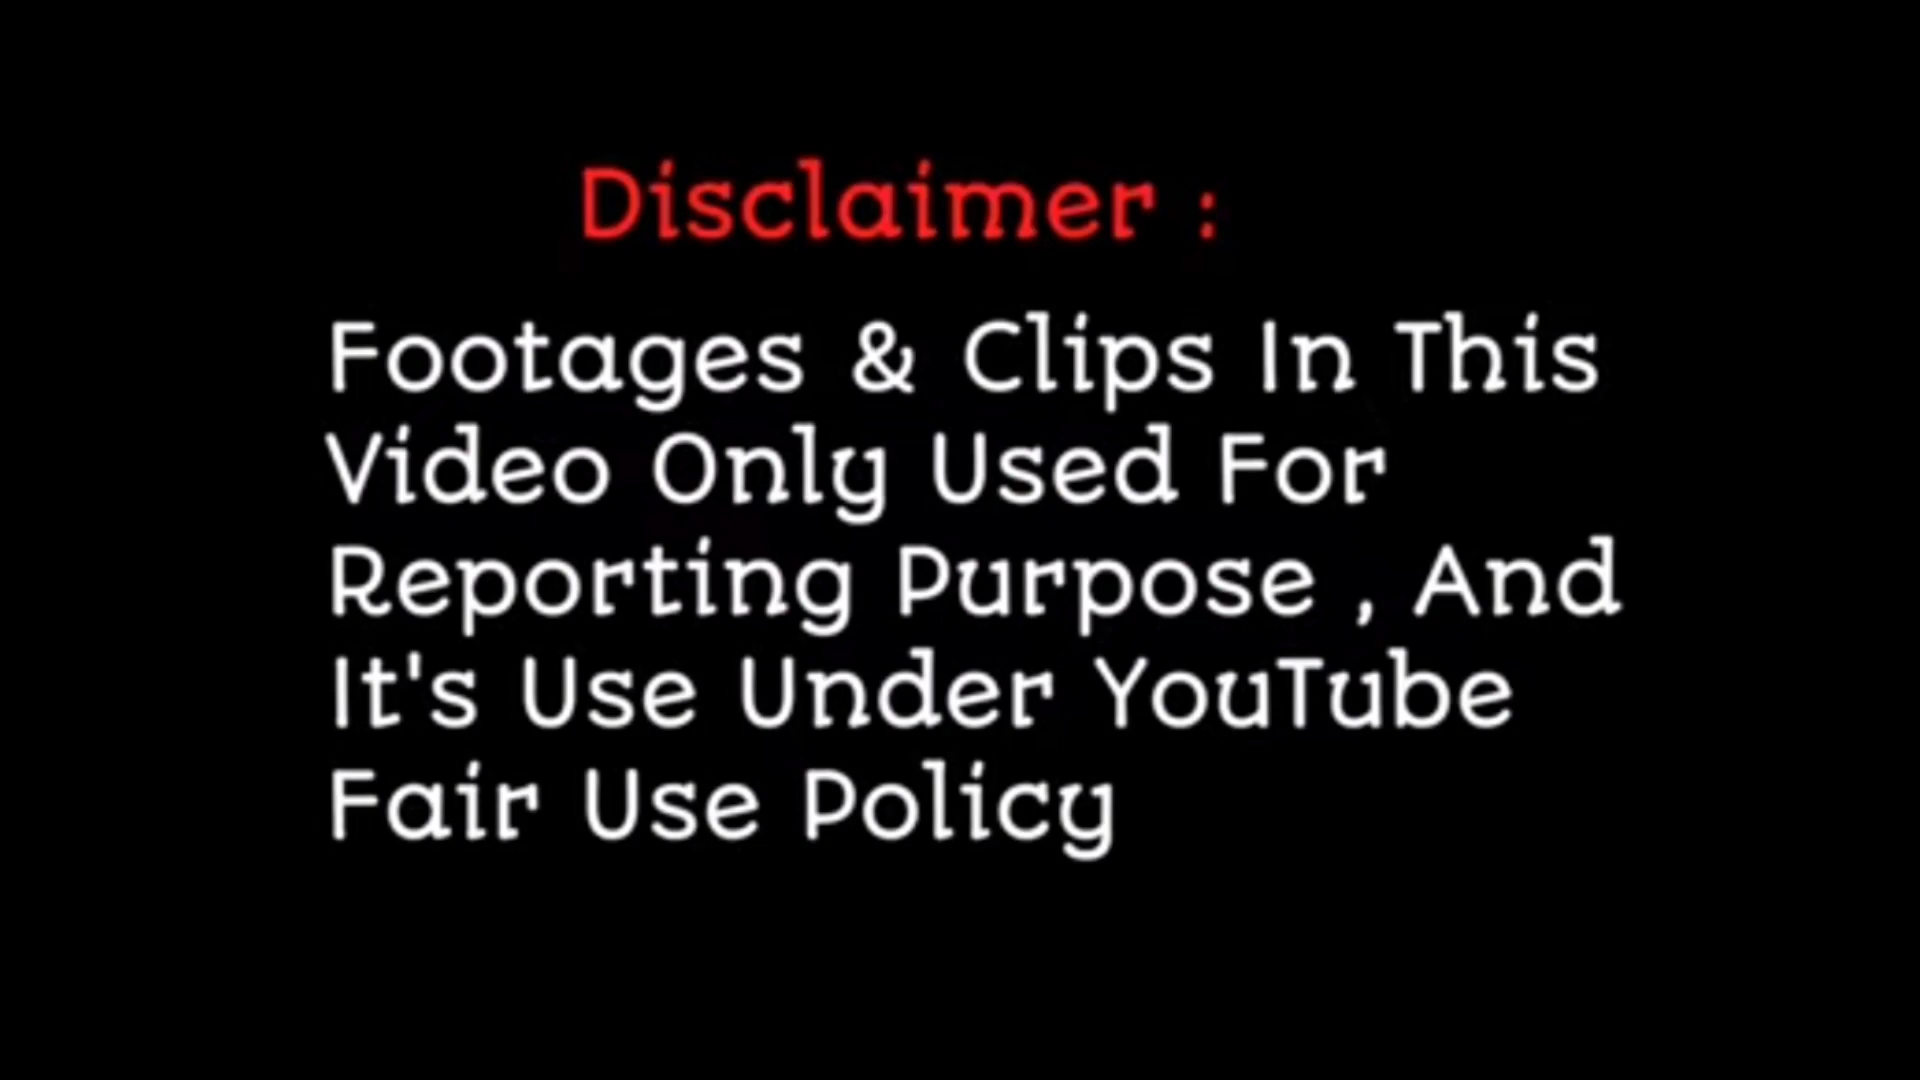 Disclaimer :
Footages & Clips In This
Video Only Used For
Reporting Purpose , And
It's Use Under YouTube
Fair Use Policy